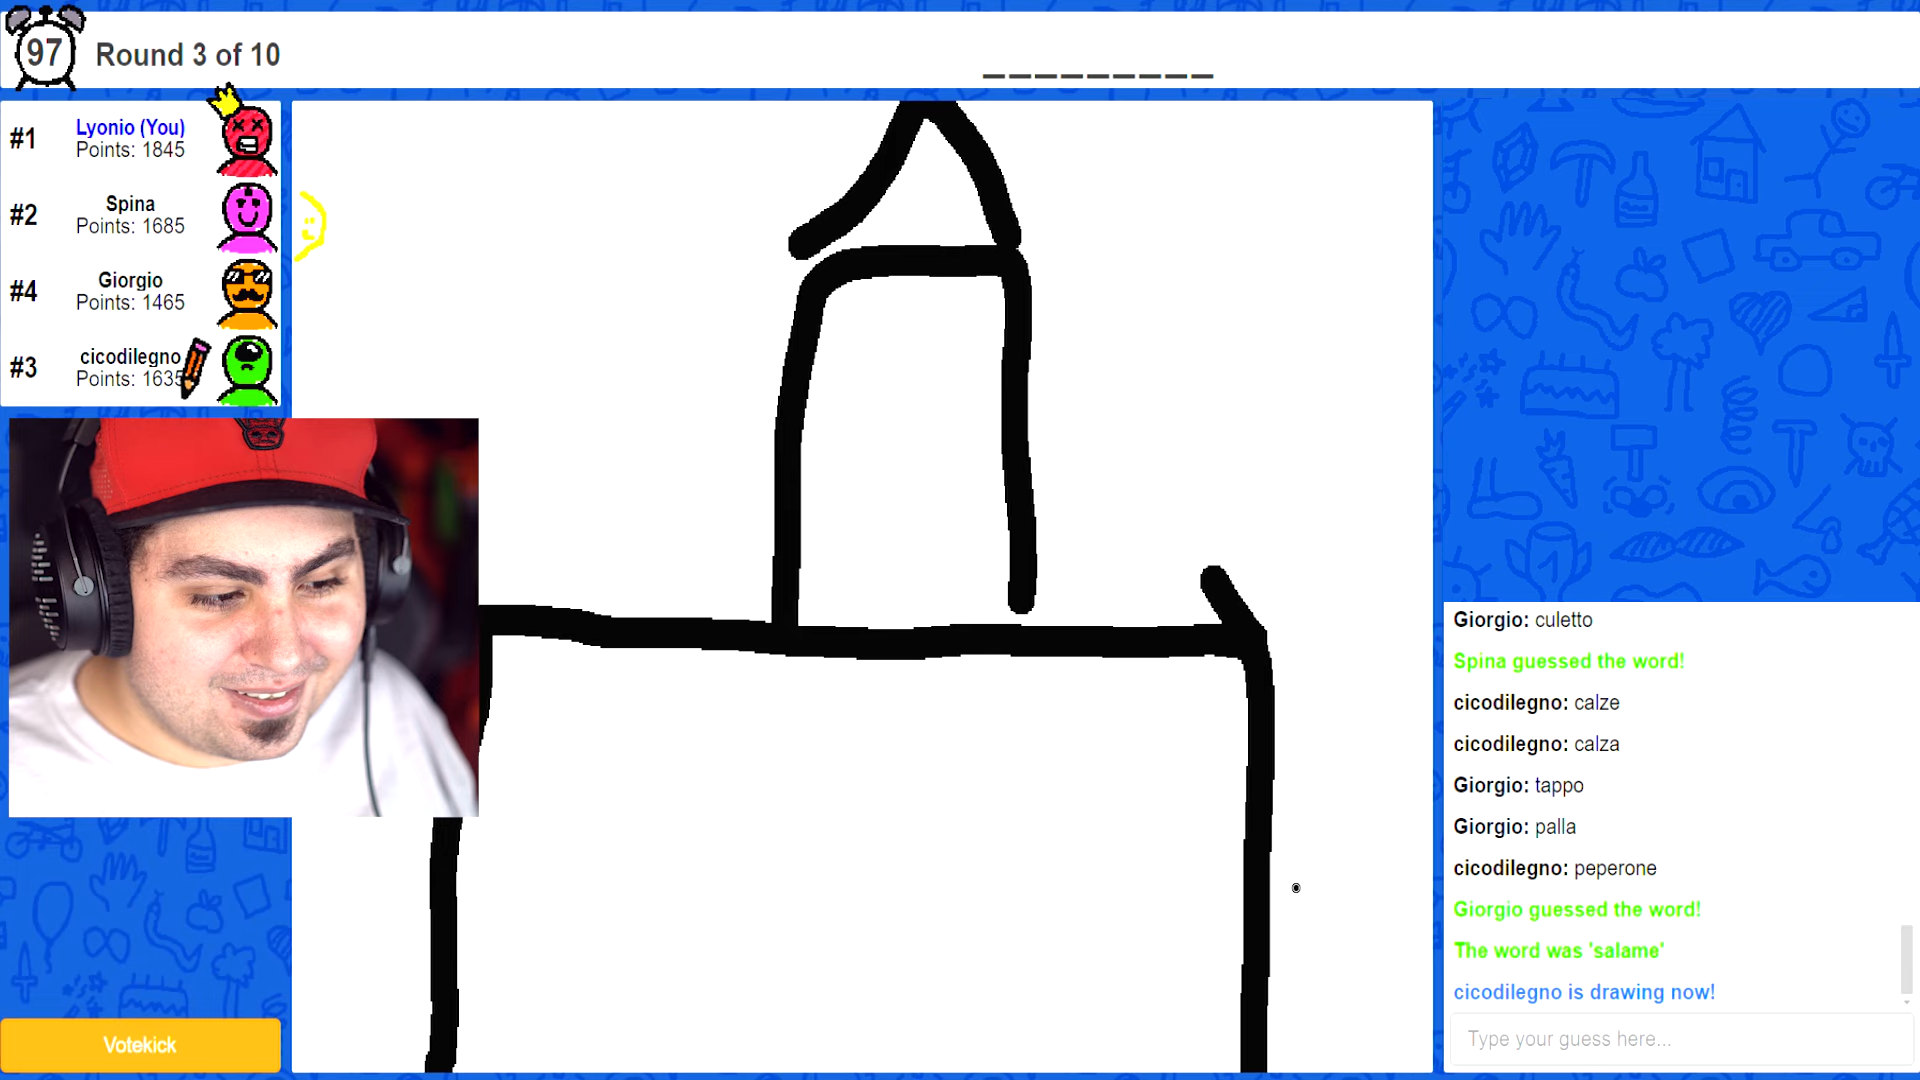 97
Round 3 of 10
_________
#1
Lyonio (You)
Points: 1845
#2
Spina
Points: 1685
#4
Giorgio
Points: 1465
#3
cicodilegno
Points: 1635
Giorgio: culetto
Spina guessed the word!
cicodilegno: calze
cicodilegno: calza
Giorgio: tappo
Giorgio: palla
cicodilegno: peperone
Giorgio guessed the word!
The word was 'salame'
cicodilegno is drawing now!
Type your guess here...
Votekick